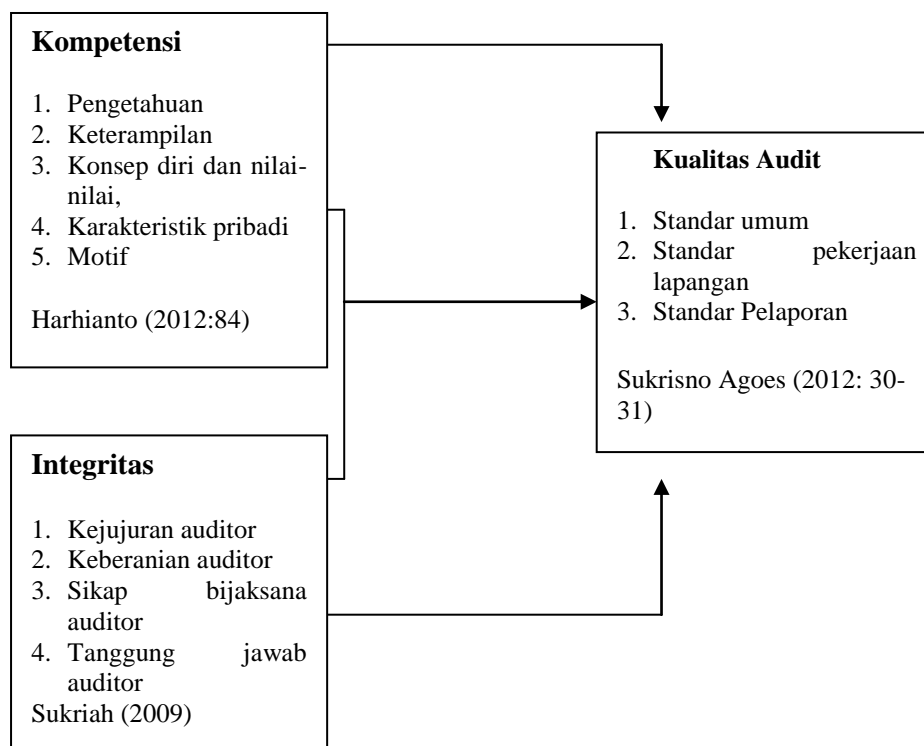 Kompetensi
1. Pengetahuan
2. Keterampilan
3. Konsep diri dan nilai-
nilai,
4. Karakteristik pribadi
5. Motif
Harhianto (2012:84)
Kualitas Audit
1. Standar umum
2. Standar pekerjaan
lapangan
3. Standar Pelaporan
Sukrisno Agoes (2012: 30-
31)
Integritas
1. Kejujuran auditor
2. Keberanian auditor
3. Sikap bijaksana
auditor
4. Tanggung jawab
auditor
Sukriah (2009)